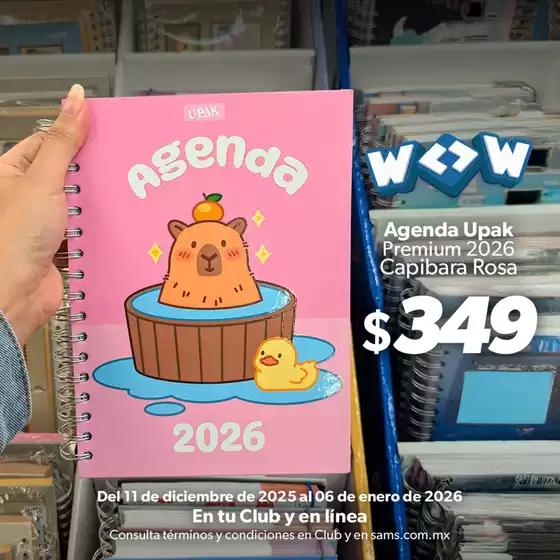 UPAK
Agenda
2026
WOW
Agenda Upak
Premium 2026
Capibara Rosa
$349
Del 11 de diciembre de 2025 al 06 de enero de 2026
En tu Club y en línea
Consulta términos y condiciones en Club y en sams.com.mx